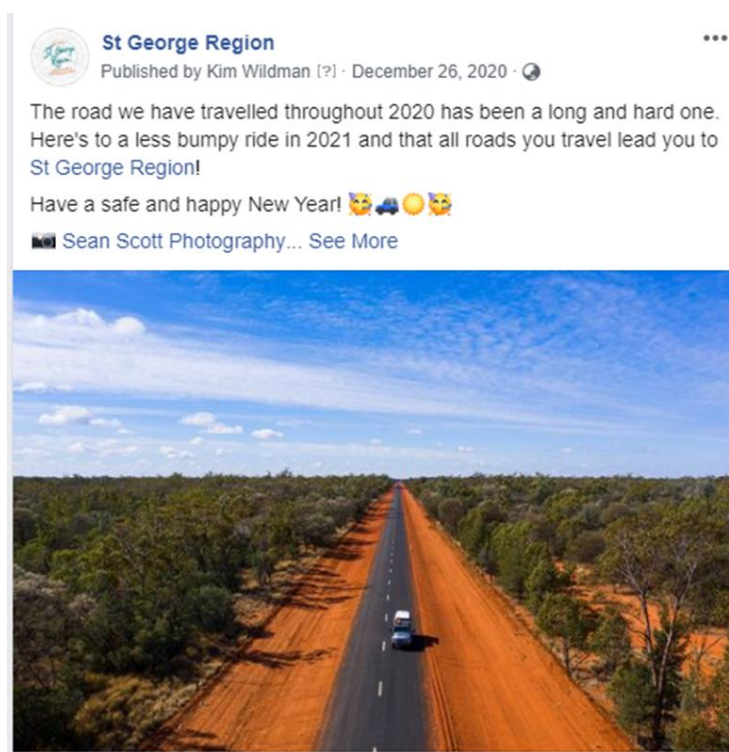 St George Region
Published by Kim Wildman [?] · December 26, 2020 ·
The road we have travelled throughout 2020 has been a long and hard one.
Here's to a less bumpy ride in 2021 and that all roads you travel lead you to
St George Region!
Have a safe and happy New Year! 🥳🚙☀️🥳
📷 Sean Scott Photography... See More